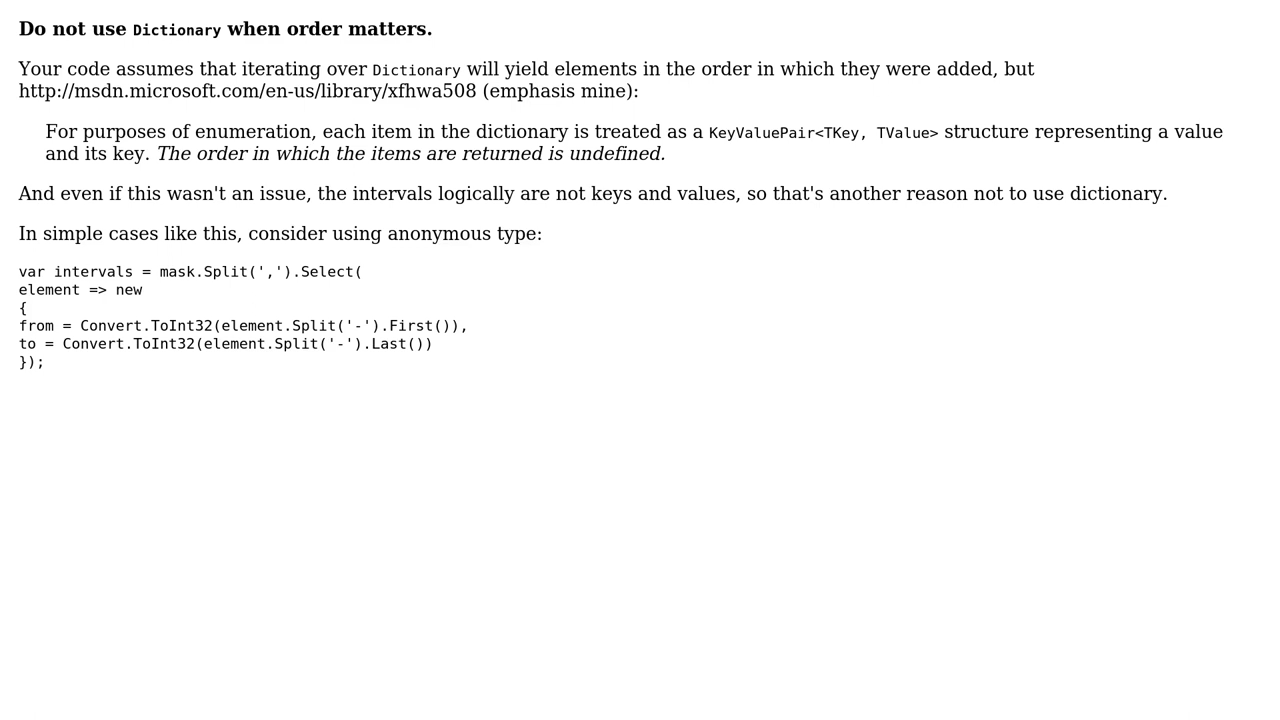 Do not use Dictionary when order matters.
Your code assumes that iterating over Dictionary will yield elements in the order in which they were added, but
http://msdn.microsoft.com/en-us/library/xfhwa508 (emphasis mine):
For purposes of enumeration, each item in the dictionary is treated as a KeyValuePair<TKey, TValue> structure representing a value
and its key. The order in which the items are returned is undefined.
And even if this wasn't an issue, the intervals logically are not keys and values, so that's another reason not to use dictionary.
In simple cases like this, consider using anonymous type:
var intervals = mask.Split(',').Select(
element => new
{
from = Convert.ToInt32(element.Split('-').First()),
to = Convert.ToInt32(element.Split('-').Last())
});